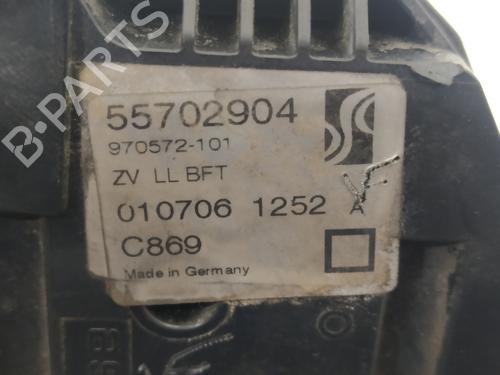 B-PARTS
55702904
970572-101
ZV LL BFT
010706 1252 A
C869
Made in Germany